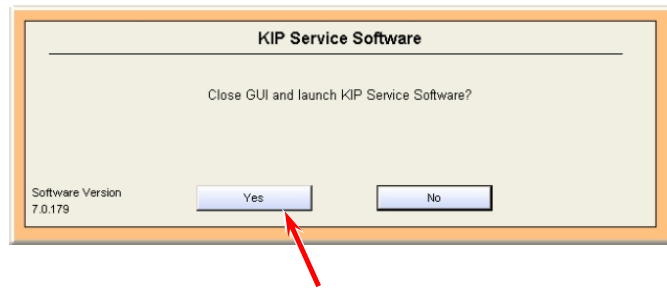 KIP Service Software
Close GUI and launch KIP Service Software?
Software Version
7.0.179
Yes
No